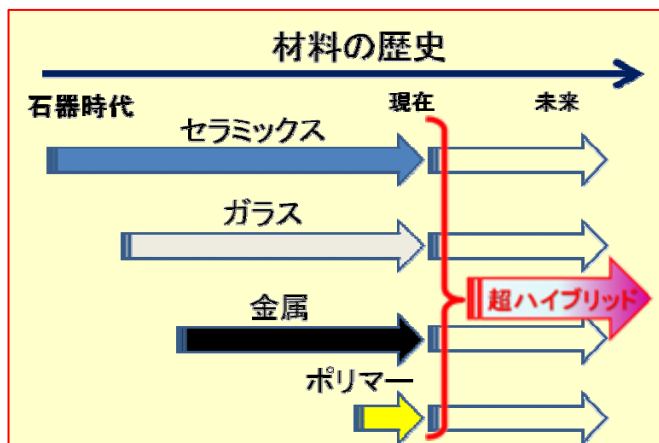 材料の歴史
石器時代
現在
未来
セラミックス
ガラス
超ハイブリッド
金属
ポリマー